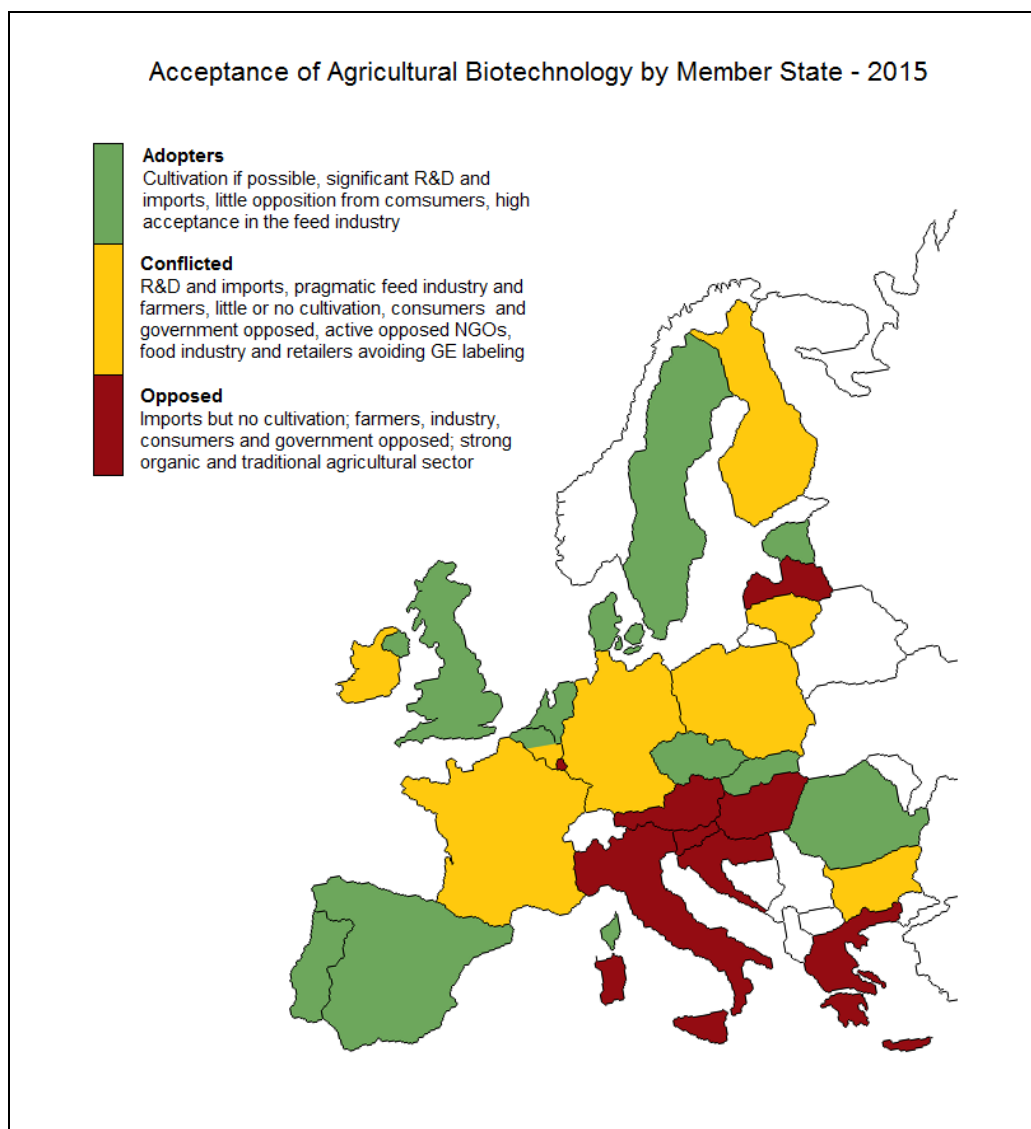 Acceptance of Agricultural Biotechnology by Member State - 2015
Adopters
Cultivation if possible, significant R&D and
imports, little opposition from comsumers, high
acceptance in the feed industry
Conflicted
R&D and imports, pragmatic feed industry and
farmers, little or no cultivation, consumers and
government opposed, active opposed NGOs,
food industry and retailers avoiding GE labeling
Opposed
Imports but no cultivation; farmers, industry,
consumers and government opposed; strong
organic and traditional agricultural sector